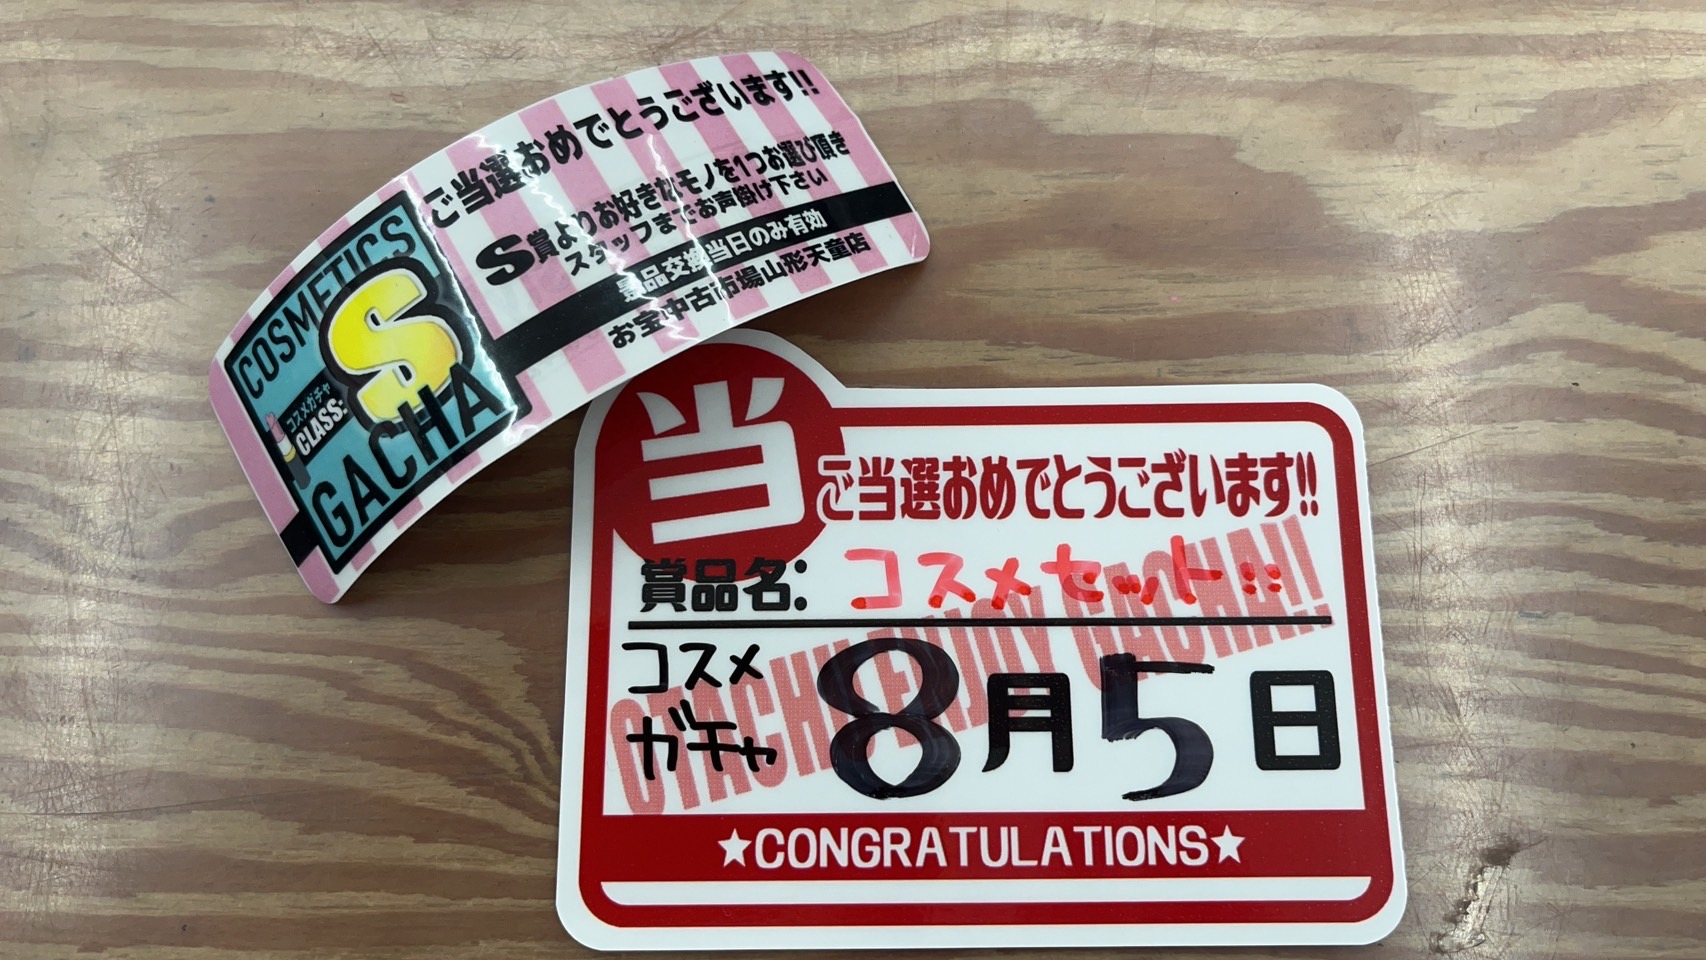 ご当選おめでとうございます!!
S賞よりお好きなモノを1つお選び頂き
スタッフまでお声掛け下さい
景品交換当日のみ有効
お宝中古市場山形天童店
COSMETICS
S
コスメガチャ
CLASS:
GACHA
当
ご当選おめでとうございます!!
賞品名: コスメセット!!
OTACHU ENJOY GACHA!!
コスメ
ガチャ
8月5日
★CONGRATULATIONS★